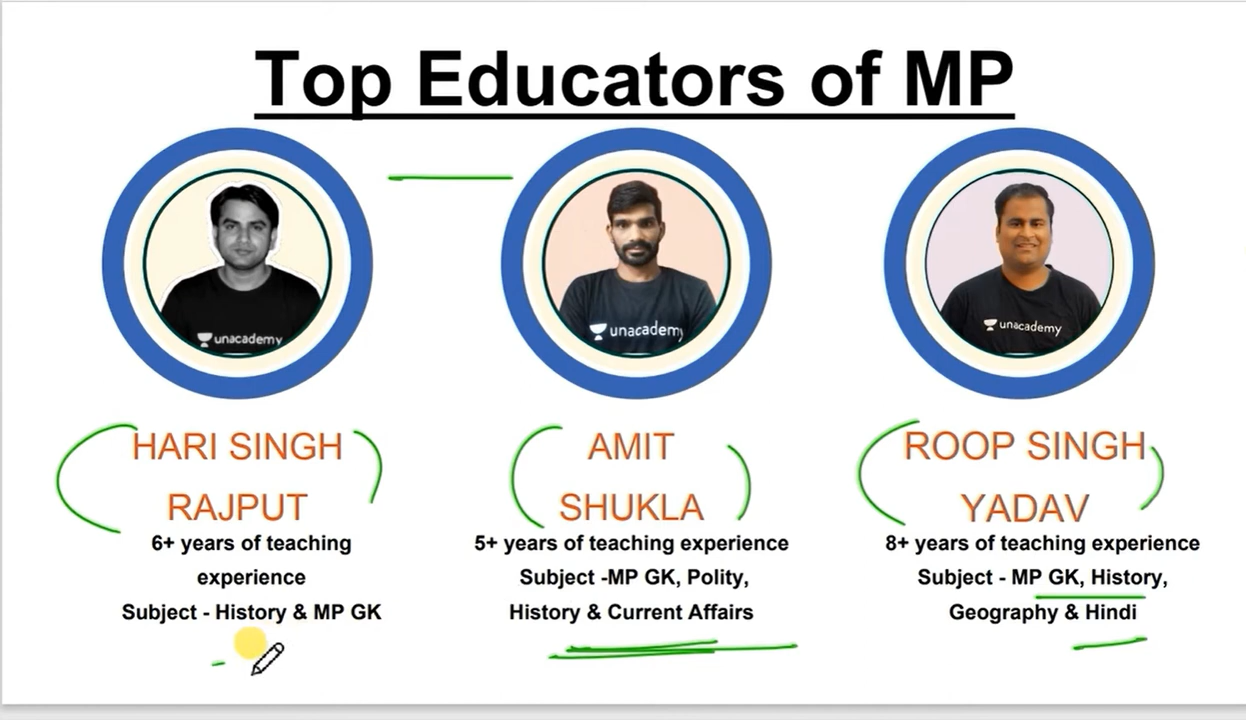 Top Educators of MP
unacademy
unacademy
unacademy
HARI SINGH
RAJPUT
6+ years of teaching
experience
Subject - History & MP GK
AMIT
SHUKLA
5+ years of teaching experience
Subject -MP GK, Polity,
History & Current Affairs
ROOP SINGH
YADAV
8+ years of teaching experience
Subject - MP GK, History,
Geography & Hindi